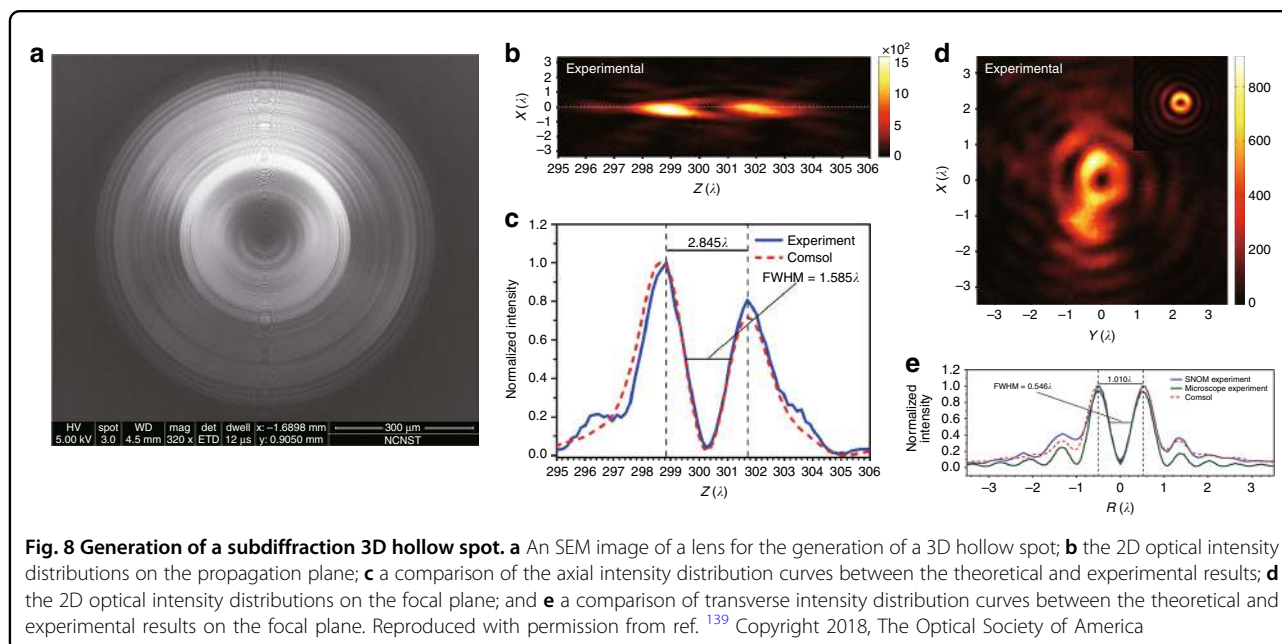 a
HV spot WD mag det dwell x: −1.6898 mm 300 μm
5.00 kV 3.0 4.5 mm 320 x ETD 12 μs y: 0.9050 mm NCNST
b
Experimental
×10²
15
10
5
0
3
2
1
0
−1
−2
−3
X (λ)
295 296 297 298 299 300 301 302 303 304 305 306
Z (λ)
c
1.2
1.0
0.8
0.6
0.4
0.2
0.0
Normalized intensity
2.845λ
Experiment
Comsol
FWHM = 1.585λ
295 296 297 298 299 300 301 302 303 304 305 306
Z (λ)
d
Experimental
3
2
1
0
−1
−2
−3
X (λ)
−3 −2 −1 0 1 2 3
Y (λ)
800
600
400
200
0
e
1.2
1.0
0.8
0.6
0.4
0.2
0.0
Normalized
intensity
FWHM = 0.546λ
1.010λ
SNOM experiment
Microscope experiment
Comsol
−3 −2 −1 0 1 2 3
R (λ)
Fig. 8 Generation of a subdiffraction 3D hollow spot. a An SEM image of a lens for the generation of a 3D hollow spot; b the 2D optical intensity
distributions on the propagation plane; c a comparison of the axial intensity distribution curves between the theoretical and experimental results; d
the 2D optical intensity distributions on the focal plane; and e a comparison of transverse intensity distribution curves between the theoretical and
experimental results on the focal plane. Reproduced with permission from ref. 139 Copyright 2018, The Optical Society of America